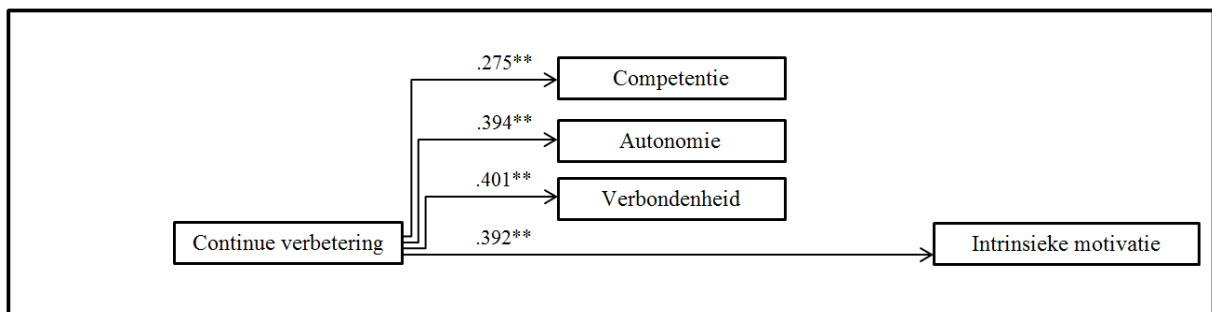 .275**
Competentie
.394**
Autonomie
.401**
Verbondenheid
Continue verbetering
.392**
Intrinsieke motivatie